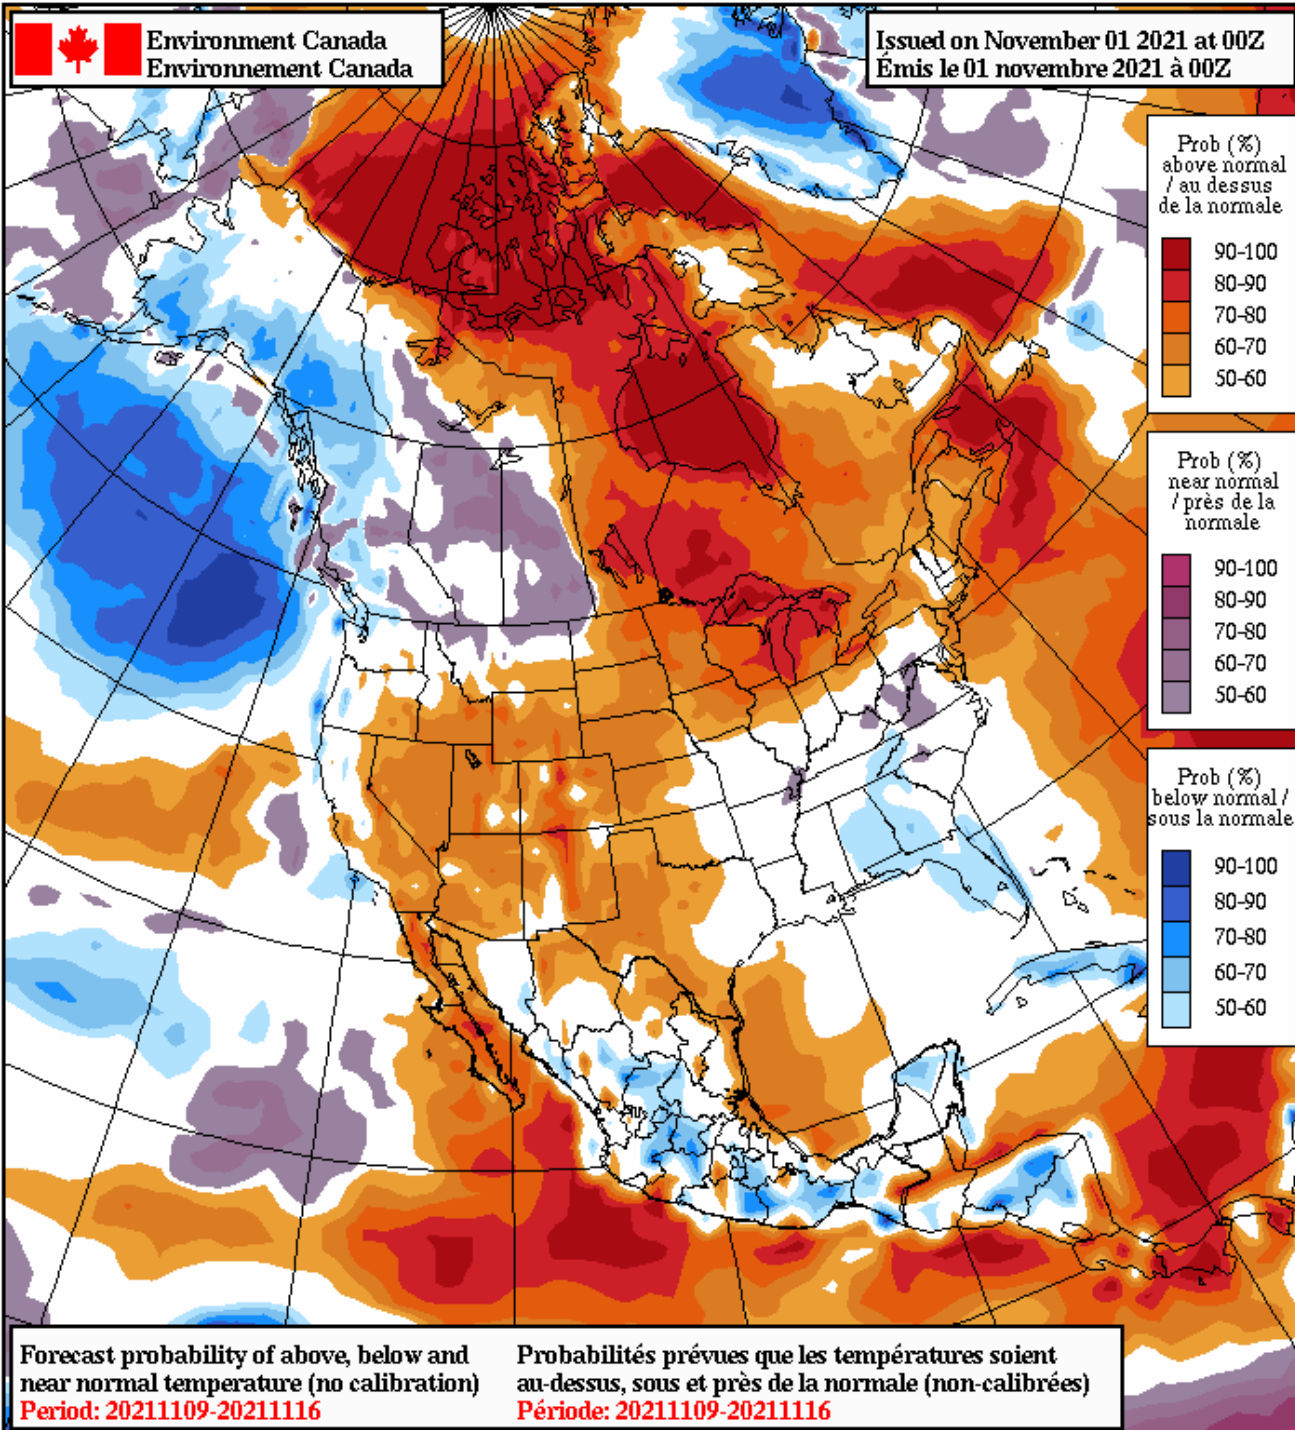 Environment Canada
Environnement Canada
Issued on November 01 2021 at 00Z
Émis le 01 novembre 2021 à 00Z
Prob (%)
above normal
/ au dessus
de la normale
90-100
80-90
70-80
60-70
50-60
Prob (%)
near normal
/ près de la
normale
90-100
80-90
70-80
60-70
50-60
Prob (%)
below normal /
sous la normale
90-100
80-90
70-80
60-70
50-60
Forecast probability of above, below and
near normal temperature (no calibration)
Period: 20211109-20211116
Probabilités prévues que les températures soient
au-dessus, sous et près de la normale (non-calibrées)
Période: 20211109-20211116